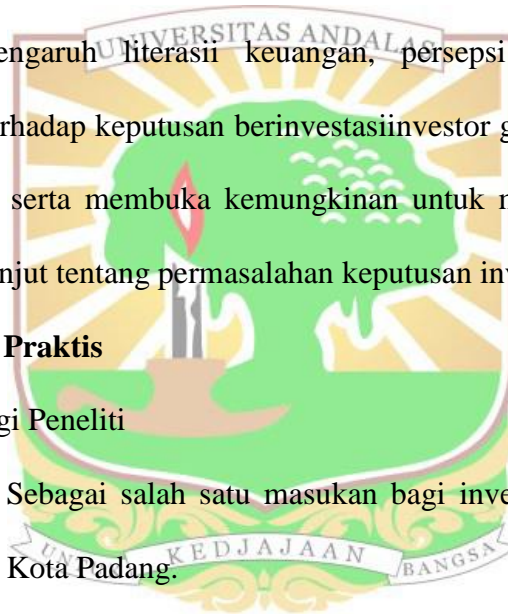 UNIVERSITAS ANDALAS
engaruh literasii keuangan, persepsi
rhadap keputusan berinvestasiinvestor g
serta membuka kemungkinan untuk m
njut tentang permasalahan keputusan inv
Praktis
gi Peneliti
Sebagai salah satu masukan bagi inve
Kota Padang.
KEDJAJAAN BANGSA